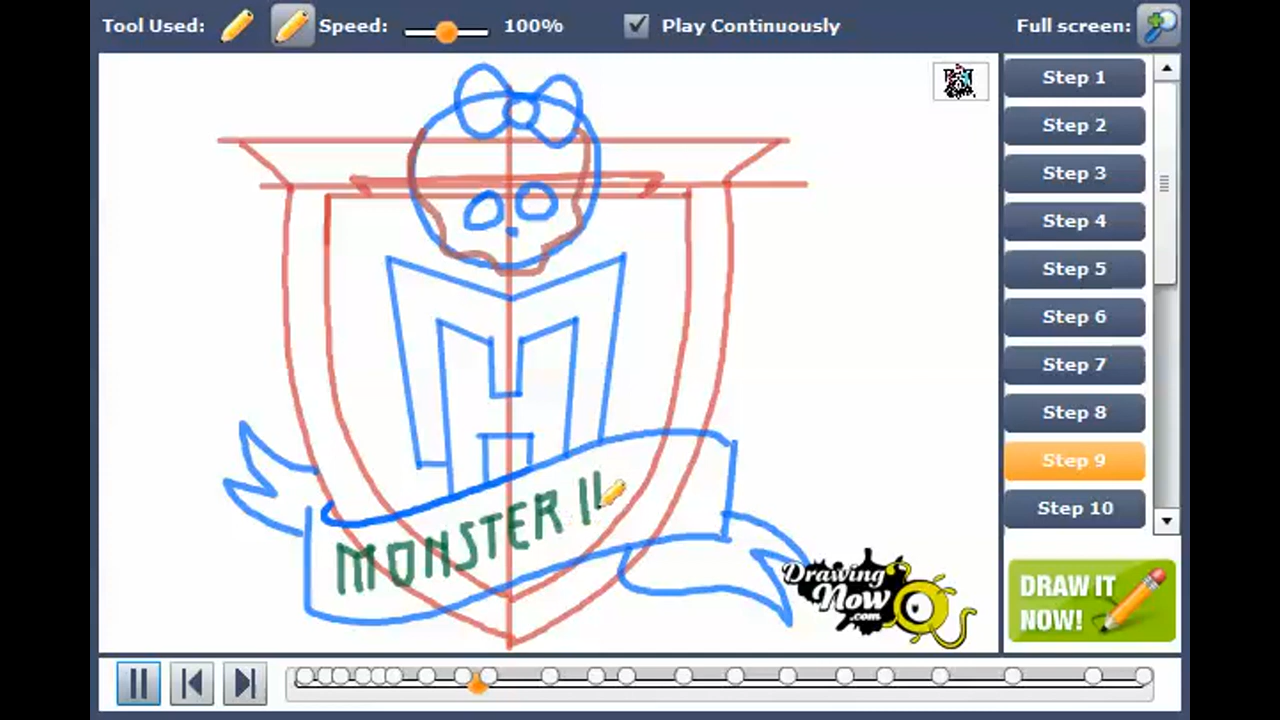 Tool Used: Speed: 100% Play Continuously Full screen:
Step 1
Step 2
Step 3
Step 4
Step 5
Step 6
Step 7
Step 8
Step 9
Step 10
MONSTER
Drawing
Now
.com
DRAW IT
NOW!